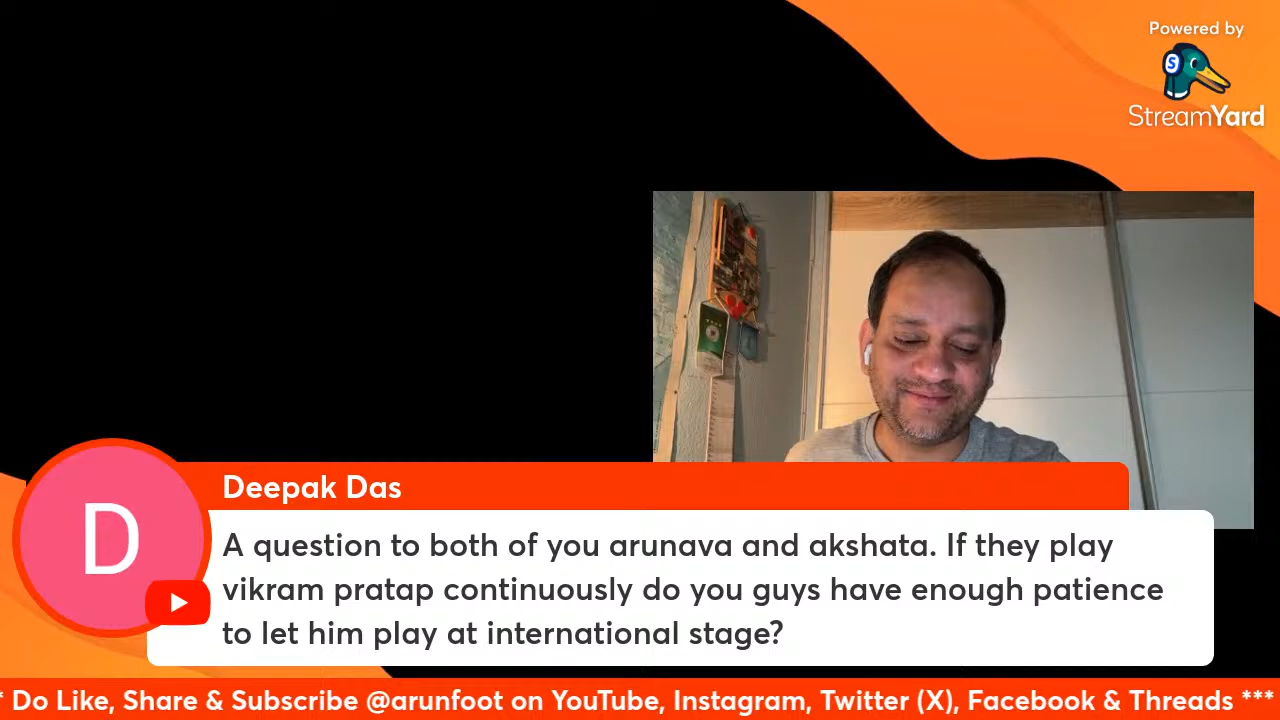 Powered by
S
StreamYard
Deepak Das
D
A question to both of you arunava and akshata. If they play
vikram pratap continuously do you guys have enough patience
to let him play at international stage?
* Do Like, Share & Subscribe @arunfoot on YouTube, Instagram, Twitter (X), Facebook & Threads ***